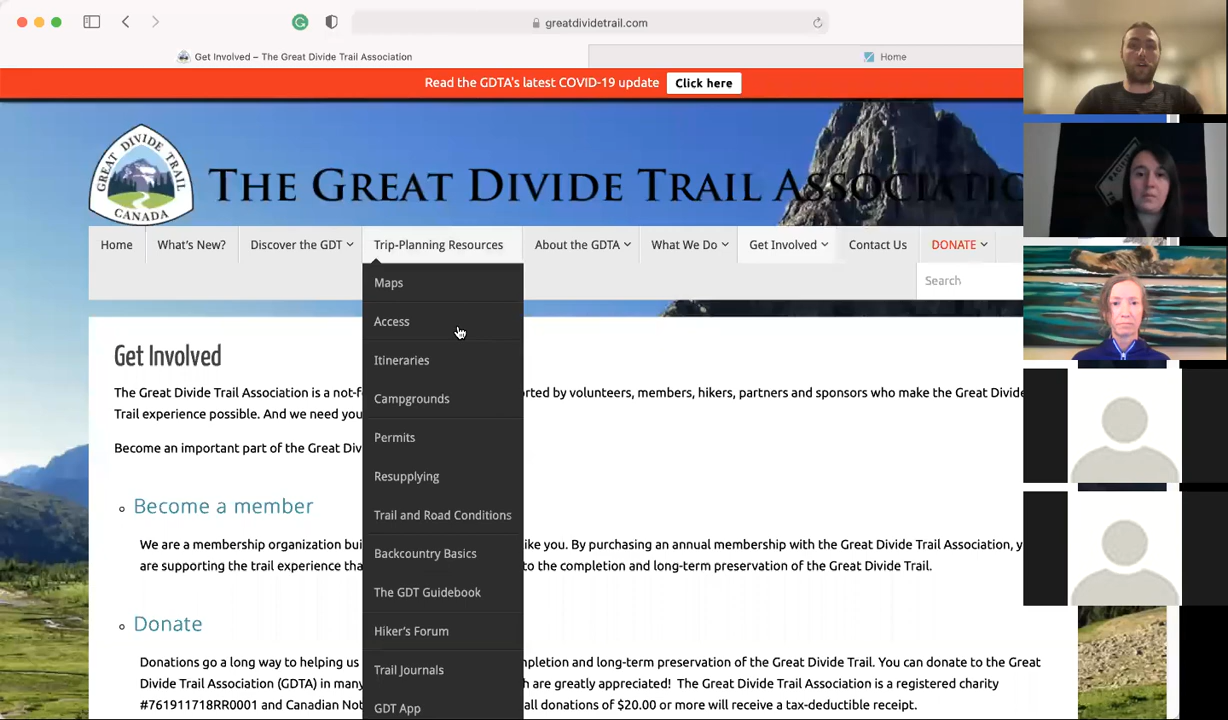 greatdividetrail.com
Get Involved – The Great Divide Trail Association
Home
Read the GDTA's latest COVID-19 update Click here
GREAT DIVIDE TRAIL
CANADA
THE GREAT DIVIDE TRAIL ASSOCIATIO
Home What's New? Discover the GDT Trip-Planning Resources About the GDTA What We Do Get Involved Contact Us DONATE
Search
Maps
Access
Itineraries
Campgrounds
Permits
Resupplying
Trail and Road Conditions
Backcountry Basics
The GDT Guidebook
Hiker's Forum
Trail Journals
GDT App
Get Involved
The Great Divide Trail Association is a not-f orted by volunteers, members, hikers, partners and sponsors who make the Great Divide
Trail experience possible. And we need you
Become an important part of the Great Div
Become a member
We are a membership organization bui like you. By purchasing an annual membership with the Great Divide Trail Association, y
are supporting the trail experience tha to the completion and long-term preservation of the Great Divide Trail.
Donate
Donations go a long way to helping us mpletion and long-term preservation of the Great Divide Trail. You can donate to the Great
Divide Trail Association (GDTA) in many h are greatly appreciated! The Great Divide Trail Association is a registered charity
#761911718RR0001 and Canadian Not all donations of $20.00 or more will receive a tax-deductible receipt.